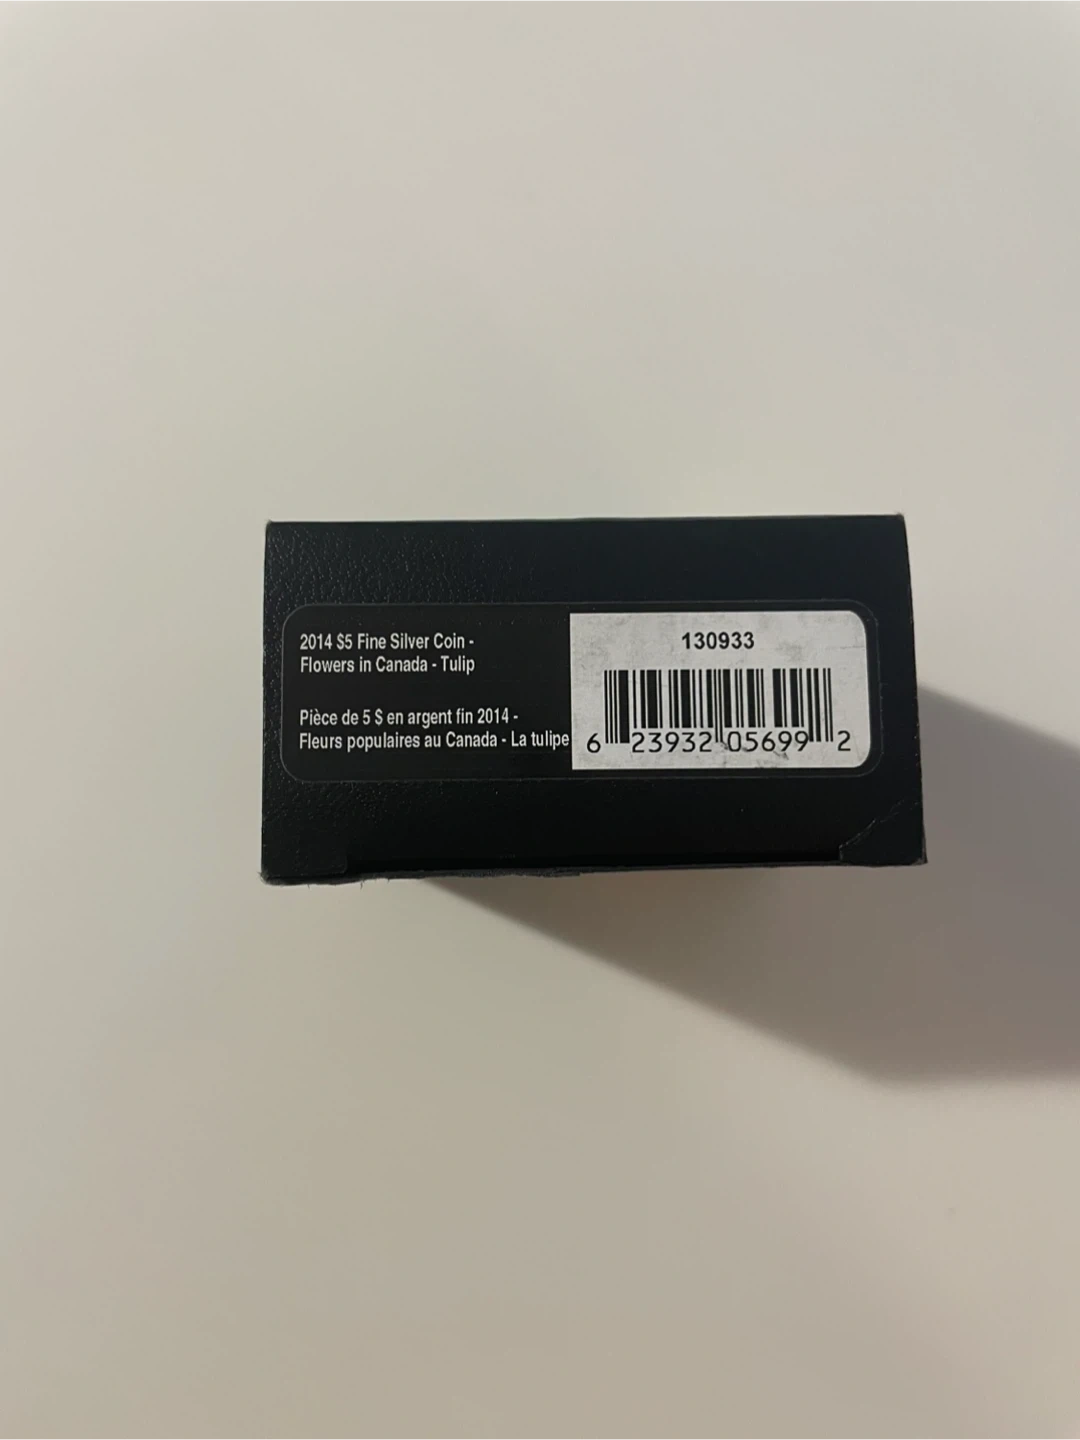 2014 $5 Fine Silver Coin -
Flowers in Canada - Tulip
Pièce de 5 $ en argent fin 2014 -
Fleurs populaires au Canada - La tulipe
130933
6 23932 05699 2